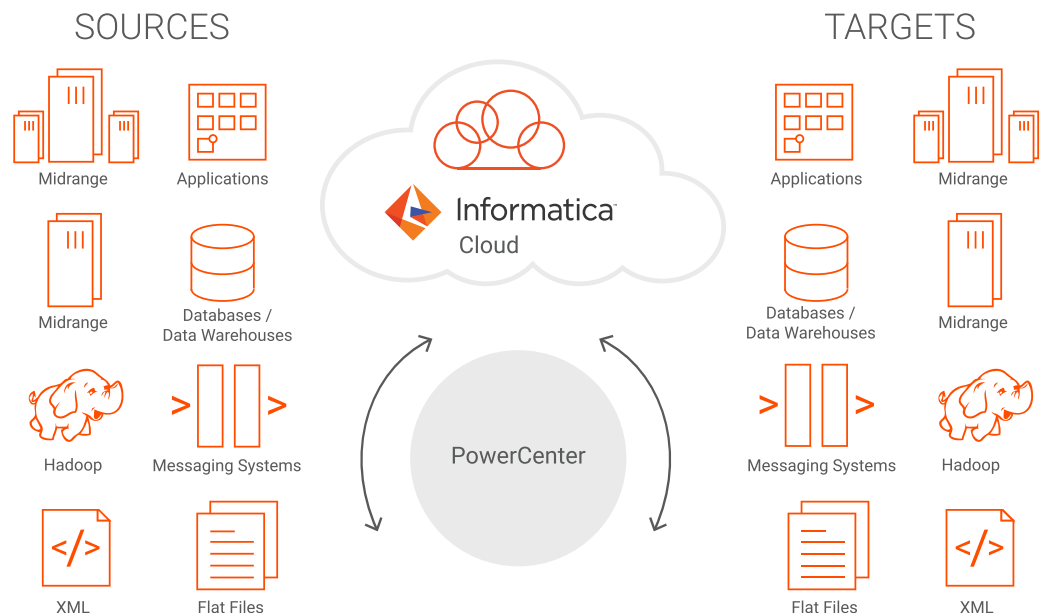 SOURCES
TARGETS
Midrange
Applications
Informatica™
Cloud
Applications
Midrange
Midrange
Databases /
Data Warehouses
Databases /
Data Warehouses
Midrange
Hadoop
Messaging Systems
PowerCenter
Messaging Systems
Hadoop
</>
XML
Flat Files
Flat Files
</>
XML